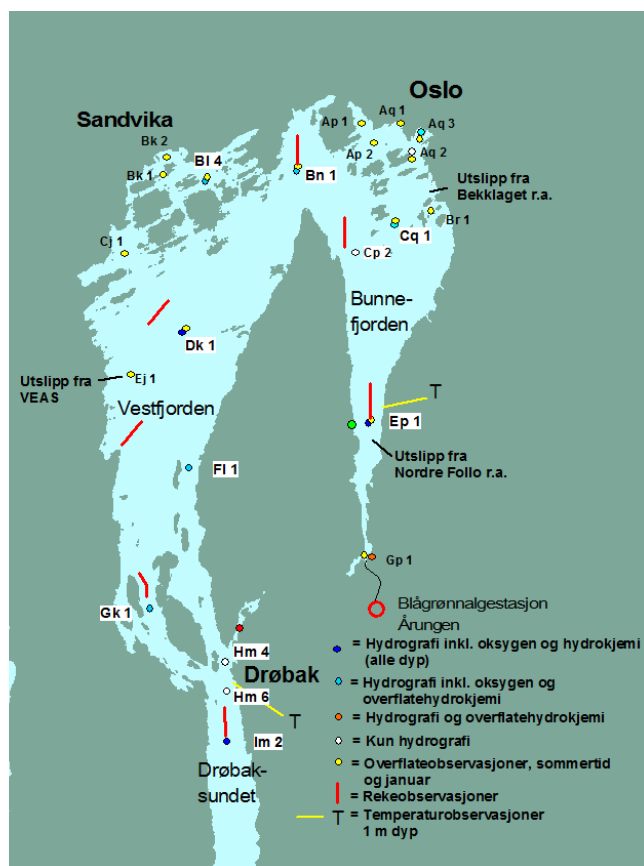 Oslo
Sandvika
Ap 1
Aq 1
Aq 3
Bk 2
Ap 2
Aq 2
Bl 4
Bk 1
Bn 1
Utslipp fra
Bekklaget r.a.
Br 1
Cq 1
Cj 1
Cp 2
Bunne-
fjorden
Dk 1
Utslipp fra
VEAS
Ej 1
T
Vestfjorden
Ep 1
Utslipp fra
Nordre Follo r.a.
Fl 1
Gp 1
Blågrønnalgestasjon
Årungen
Gk 1
= Hydrografi inkl. oksygen og hydrokjemi
(alle dyp)
Hm 4
Drøbak
= Hydrografi inkl. oksygen og
overflatehydrokjemi
Hm 6
T
= Hydrografi og overflatehydrokjemi
Im 2
= Kun hydrografi
Drøbak-
sundet
= Overflateobservasjoner, sommertid
og januar
= Rekeobservasjoner
T = Temperaturobservasjoner
1 m dyp